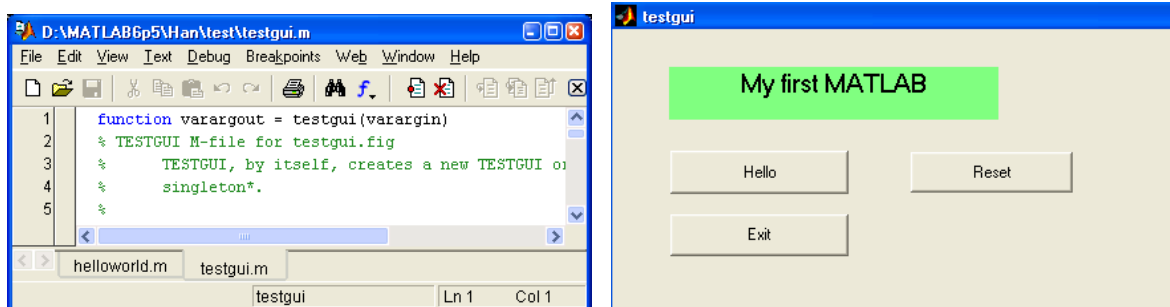 D:\MATLAB6p5\Han\test\testgui.m
File Edit View Text Debug Breakpoints Web Window Help
1 function varargout = testgui(varargin)
2 % TESTGUI M-file for testgui.fig
3 % TESTGUI, by itself, creates a new TESTGUI or
4 % singleton*.
5 %
helloworld.m testgui.m
testgui Ln 1 Col 1
testgui
My first MATLAB
Hello Reset
Exit